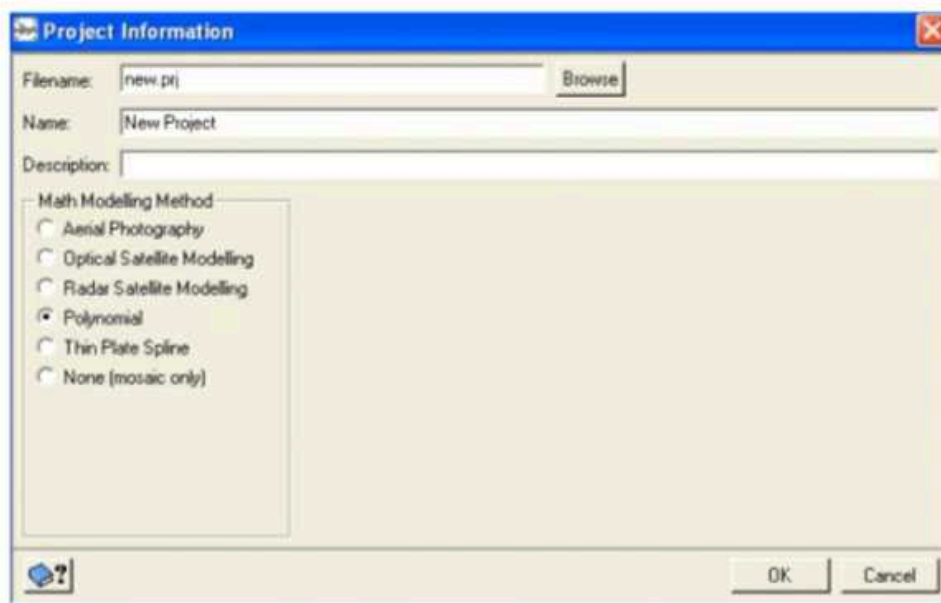 Project Information
Filename: new.prj Browse
Name: New Project
Description:
Math Modelling Method
Aerial Photography
Optical Satellite Modelling
Radar Satellite Modelling
Polynomial
Thin Plate Spline
None (mosaic only)
?
OK Cancel